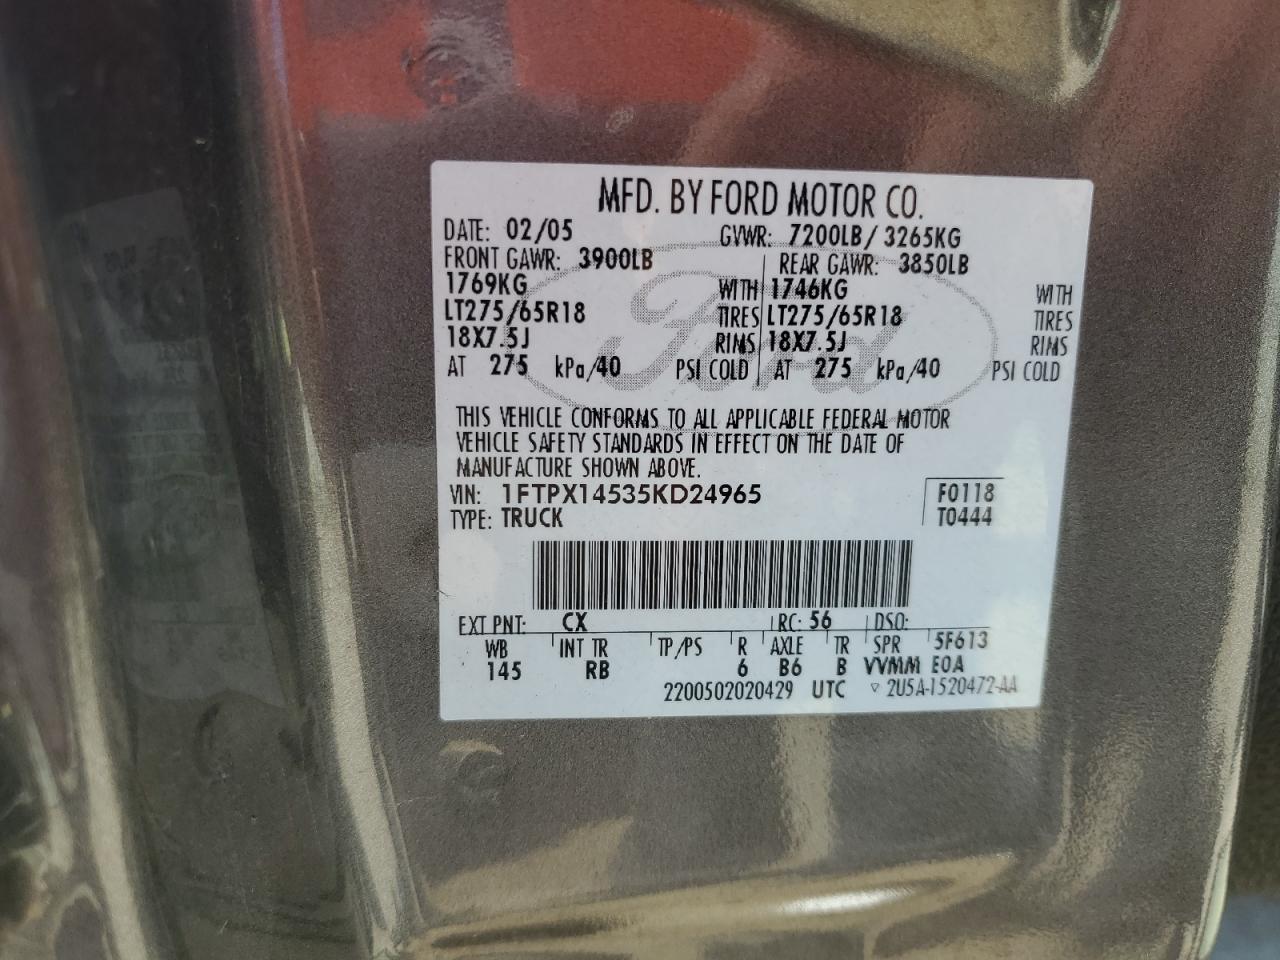 MFD. BY FORD MOTOR CO.
DATE: 02/05 GVWR: 7200LB/3265KG
FRONT GAWR: 3900LB REAR GAWR: 3850LB
1769KG WITH 1746KG WITH
LT275/65R18 TIRES LT275/65R18 TIRES
18X7.5J RIMS 18X7.5J RIMS
AT 275 kPa/40 PSI COLD AT 275 kPa/40 PSI COLD
Ford
THIS VEHICLE CONFORMS TO ALL APPLICABLE FEDERAL MOTOR
VEHICLE SAFETY STANDARDS IN EFFECT ON THE DATE OF
MANUFACTURE SHOWN ABOVE.
VIN: 1FTPX14535KD24965 F0118
TYPE: TRUCK T0444
EXT PNT: CX RC: 56 DSO:
WB INT TR TP/PS R AXLE TR SPR 5F613
145 RB 6 B6 B VVMM E0A
2200502020429 UTC ▽ 2U5A-1520472-AA